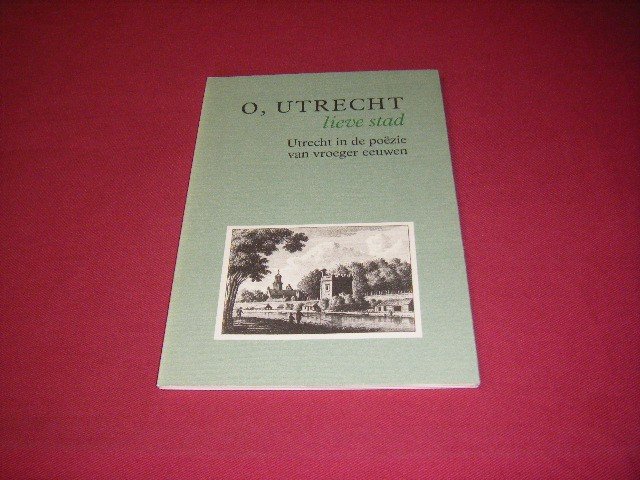 O, UTRECHT
lieve stad
Utrecht in de poëzie
van vroeger eeuwen